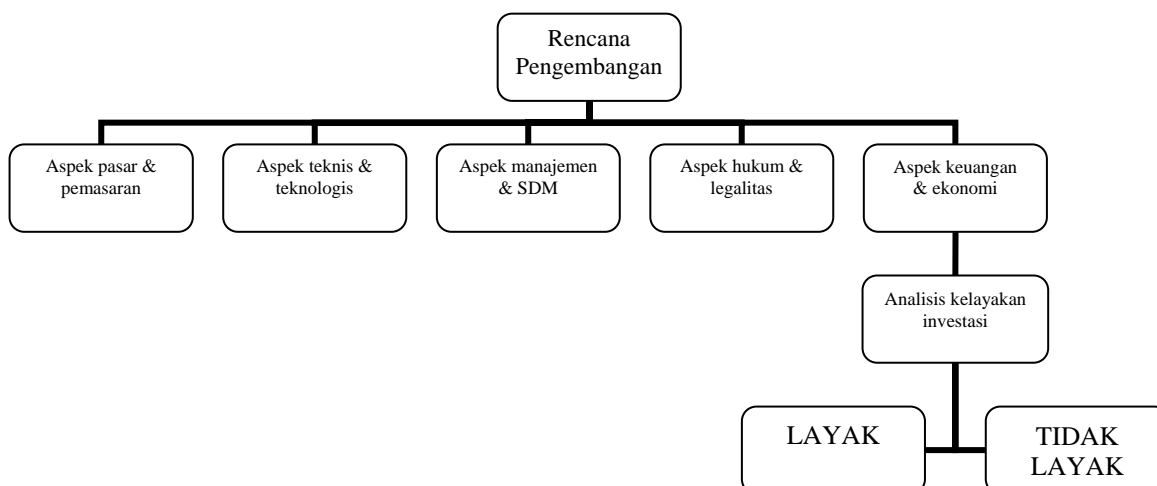 Rencana
Pengembangan
Aspek pasar &
pemasaran
Aspek teknis &
teknologis
Aspek manajemen
& SDM
Aspek hukum &
legalitas
Aspek keuangan
& ekonomi
Analisis kelayakan
investasi
LAYAK
TIDAK
LAYAK